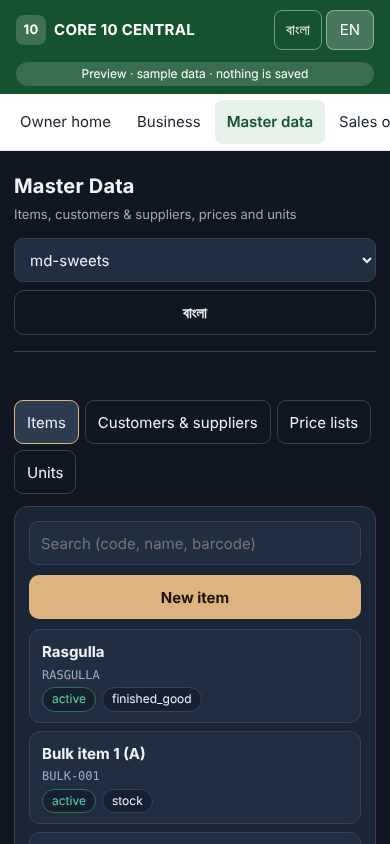 10 CORE 10 CENTRAL বাংলা EN
Preview · sample data · nothing is saved
Owner home Business Master data Sales o
Master Data
Items, customers & suppliers, prices and units
md-sweets
বাংলা
Items Customers & suppliers Price lists
Units
Search (code, name, barcode)
New item
Rasgulla
RASGULLA
active finished_good
Bulk item 1 (A)
BULK-001
active stock